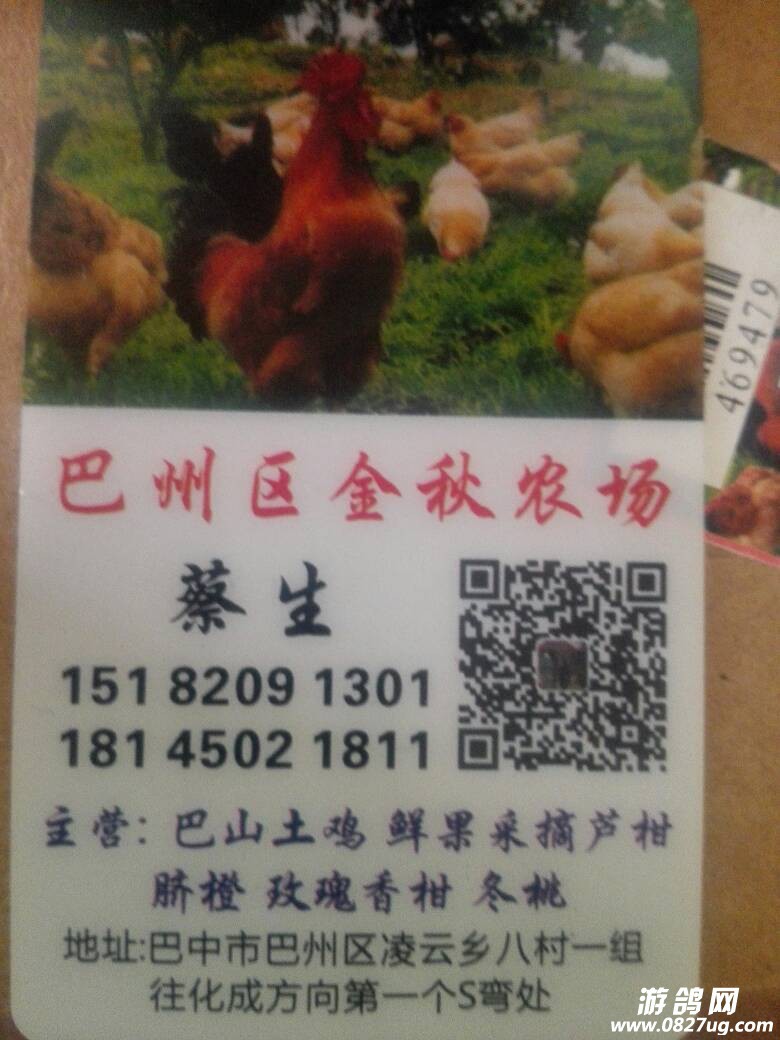 469479
巴州区金秋农场
蔡生
151 8209 1301
181 4502 1811
主营：巴山土鸡 鲜果采摘芦柑
脐橙 玫瑰香柑 冬桃
地址:巴中市巴州区凌云乡八村一组
往化成方向第一个S弯处
游鸽网
www.0827ug.com